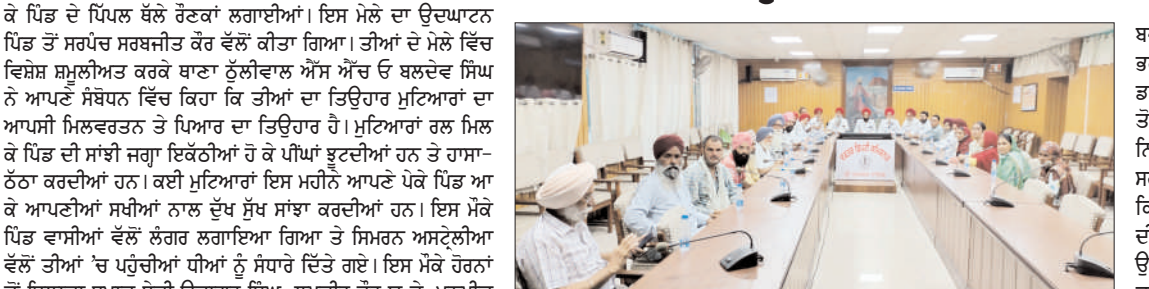 ਕੇ ਪਿੰਡ ਦੇ ਪਿੱਪਲ ਥੱਲੇ ਰੌਣਕਾਂ ਲਗਾਈਆਂ। ਇਸ ਮੇਲੇ ਦਾ ਉਦਘਾਟਨ
ਪਿੰਡ ਤੋਂ ਸਰਪੰਚ ਸਰਬਜੀਤ ਕੌਰ ਵੱਲੋਂ ਕੀਤਾ ਗਿਆ। ਤੀਆਂ ਦੇ ਮੇਲੇ ਵਿੱਚ
ਵਿਸ਼ੇਸ਼ ਸ਼ਮੂਲੀਅਤ ਕਰਕੇ ਥਾਣਾ ਠੁੱਲੀਵਾਲ ਐੱਸ ਐੱਚ ਓ ਬਲਦੇਵ ਸਿੰਘ
ਨੇ ਆਪਣੇ ਸੰਬੋਧਨ ਵਿੱਚ ਕਿਹਾ ਕਿ ਤੀਆਂ ਦਾ ਤਿਉਹਾਰ ਮੁਟਿਆਰਾਂ ਦਾ
ਆਪਸੀ ਮਿਲਵਰਤਨ ਤੇ ਪਿਆਰ ਦਾ ਤਿਉਹਾਰ ਹੈ। ਮੁਟਿਆਰਾਂ ਰਲ ਮਿਲ
ਕੇ ਪਿੰਡ ਦੀ ਸਾਂਝੀ ਜਗ੍ਹਾ ਇਕੱਠੀਆਂ ਹੋ ਕੇ ਪੀਂਘਾਂ ਝੂਟਦੀਆਂ ਹਨ ਤੇ ਹਾਸਾ-
ਠੱਠਾ ਕਰਦੀਆਂ ਹਨ। ਕਈ ਮੁਟਿਆਰਾਂ ਇਸ ਮਹੀਨੇ ਆਪਣੇ ਪੇਕੇ ਪਿੰਡ ਆ
ਕੇ ਆਪਣੀਆਂ ਸਖੀਆਂ ਨਾਲ ਦੁੱਖ ਸੁੱਖ ਸਾਂਝਾ ਕਰਦੀਆਂ ਹਨ। ਇਸ ਮੌਕੇ
ਪਿੰਡ ਵਾਸੀਆਂ ਵੱਲੋਂ ਲੰਗਰ ਲਗਾਇਆ ਗਿਆ ਤੇ ਸਿਮਰਨ ਅਸਟ੍ਰੇਲੀਆ
ਵੱਲੋਂ ਤੀਆਂ 'ਚ ਪਹੁੰਚੀਆਂ ਧੀਆਂ ਨੂੰ ਸੰਧਾਰੇ ਦਿੱਤੇ ਗਏ। ਇਸ ਮੌਕੇ ਹੋਰਨਾਂ